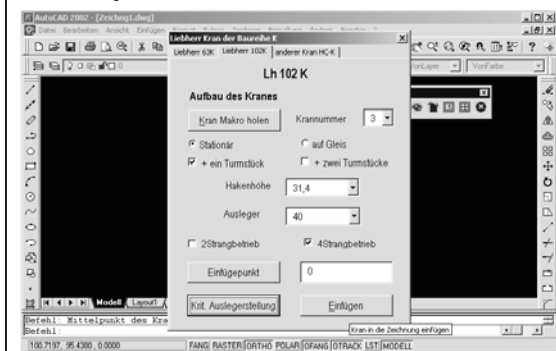 AutoCAD 2002 - [Zeichng1.dwg]
Datei Bearbeiten Ansicht Einfügen
Liebherr Kran der Baureihe K
Liebherr 63K Liebherr 102K anderer Kran HC-K
VonLayer VonFarbe
Lh 102 K
Aufbau des Kranes
Kran Makro holen Krannummer 3
Stationär auf Gleis
+ ein Turmstück + zwei Turmstücke
Hakenhöhe 31,4
Ausleger 40
2Strangbetrieb 4Strangbetrieb
Einfügepunkt 0
Krit. Auslegerstellung Einfügen
Kran in die Zeichnung einfügen
Modell Layout1
Befehl: Mittelpunkt des Kra
Befehl:
100.7197, 95.4380, 0.0000 FANG RASTER ORTHO POLAR OFANG OTRACK LST MODELL